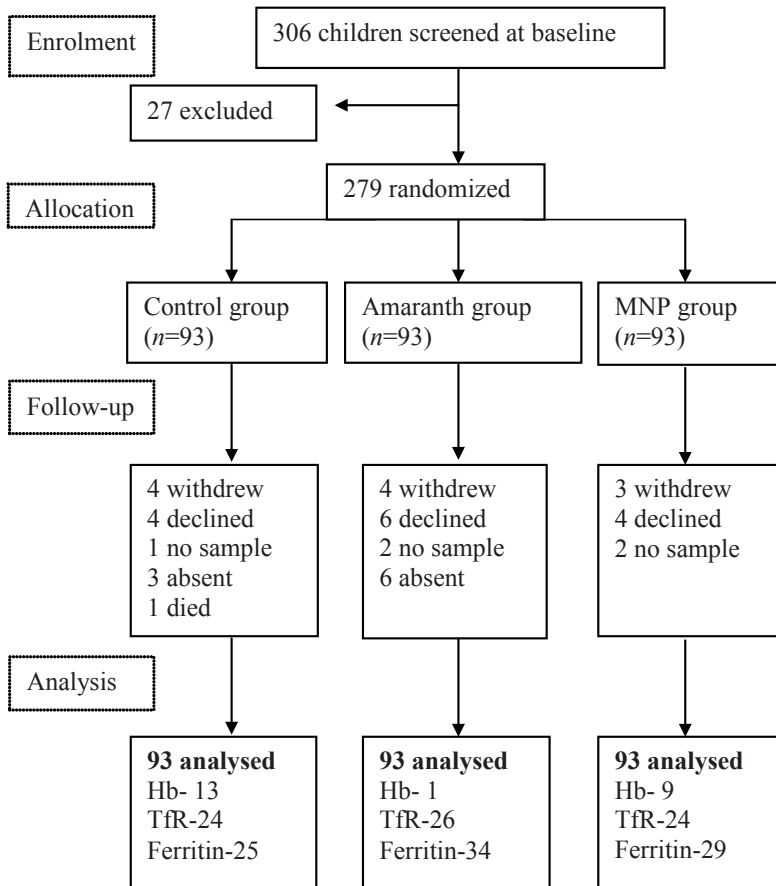 Enrolment
306 children screened at baseline
27 excluded
279 randomized
Allocation
Control group
(n=93)
Amaranth group
(n=93)
MNP group
(n=93)
Follow-up
4 withdrew
4 declined
1 no sample
3 absent
1 died
4 withdrew
6 declined
2 no sample
6 absent
3 withdrew
4 declined
2 no sample
Analysis
93 analysed
Hb- 13
TfR-24
Ferritin-25
93 analysed
Hb- 1
TfR-26
Ferritin-34
93 analysed
Hb- 9
TfR-24
Ferritin-29